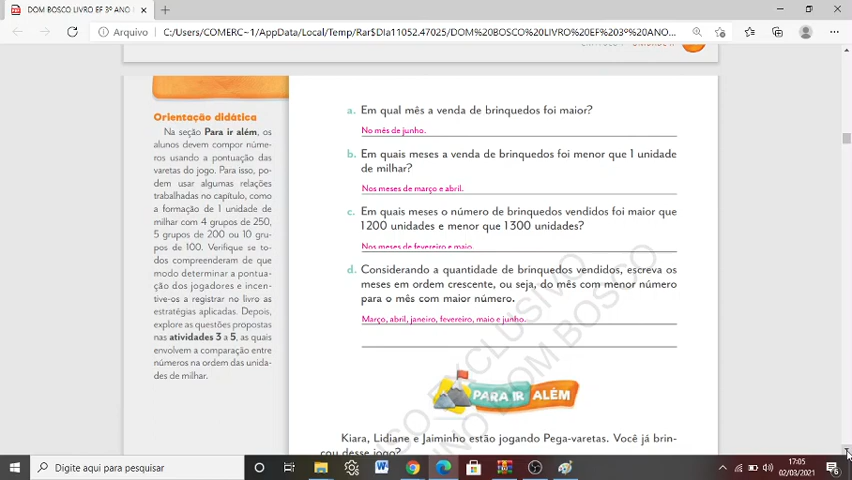 DOM BOSCO LIVRO EF 3º ANO
Arquivo
C:/Users/COMERC~1/AppData/Local/Temp/Rar$DIa11052.47025/DOM%20BOSCO%20LIVRO%20EF%203º%20ANO...
Orientação didática
Na seção Para ir além, os
alunos devem compor núme-
ros usando a pontuação das
varetas do jogo. Para isso, po-
dem usar algumas relações
trabalhadas no capítulo, como
a formação de 1 unidade de
milhar com 4 grupos de 250,
5 grupos de 200 ou 10 gru-
pos de 100. Verifique se to-
dos compreenderam de que
modo determinar a pontua-
ção dos jogadores e incen-
tive-os a registrar no livro as
estratégias aplicadas. Depois,
explore as questões propostas
nas atividades 3 a 5, as quais
envolvem a comparação entre
números na ordem das unida-
des de milhar.
a. Em qual mês a venda de brinquedos foi maior?
No mês de junho.
b. Em quais meses a venda de brinquedos foi menor que 1 unidade
de milhar?
Nos meses de março e abril.
c. Em quais meses o número de brinquedos vendidos foi maior que
1 200 unidades e menor que 1 300 unidades?
Nos meses de fevereiro e maio.
d. Considerando a quantidade de brinquedos vendidos, escreva os
meses em ordem crescente, ou seja, do mês com menor número
para o mês com maior número.
Março, abril, janeiro, fevereiro, maio e junho.
PARA IR ALÉM
Kiara, Lidiane e Jaiminho estão jogando Pega-varetas. Você já brin-
cou desse jogo?
USO EXCLUSIVO
DOM BOSCO
Digite aqui para pesquisar
17:05
02/03/2021